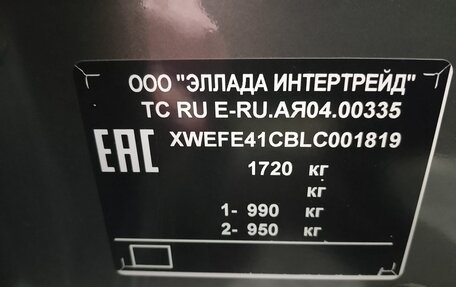 ООО "ЭЛЛАДА ИНТЕРТРЕЙД"
ТС RU E-RU.АЯ04.00335
EAC
XWEFE41CBLC001819
1720 кг
кг
1- 990 кг
2- 950 кг